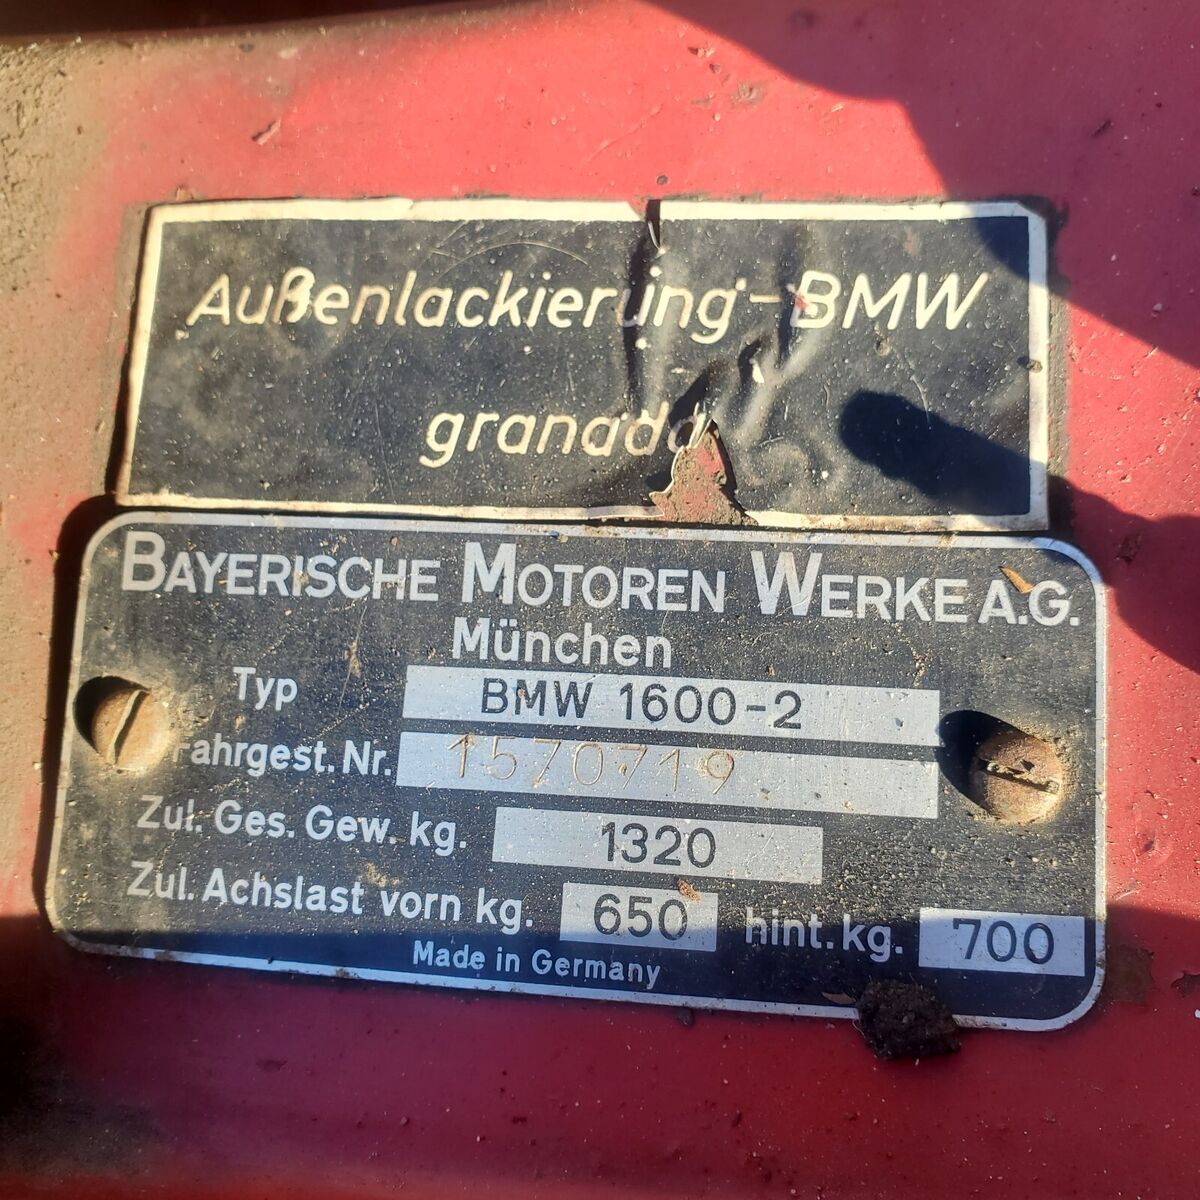 Außenlackierung-BMW
granada
BAYERISCHE MOTOREN WERKE A.G.
München
Typ BMW 1600-2
Fahrgest. Nr. 1570719
Zul. Ges. Gew. kg. 1320
Zul. Achslast vorn kg. 650 hint. kg. 700
Made in Germany